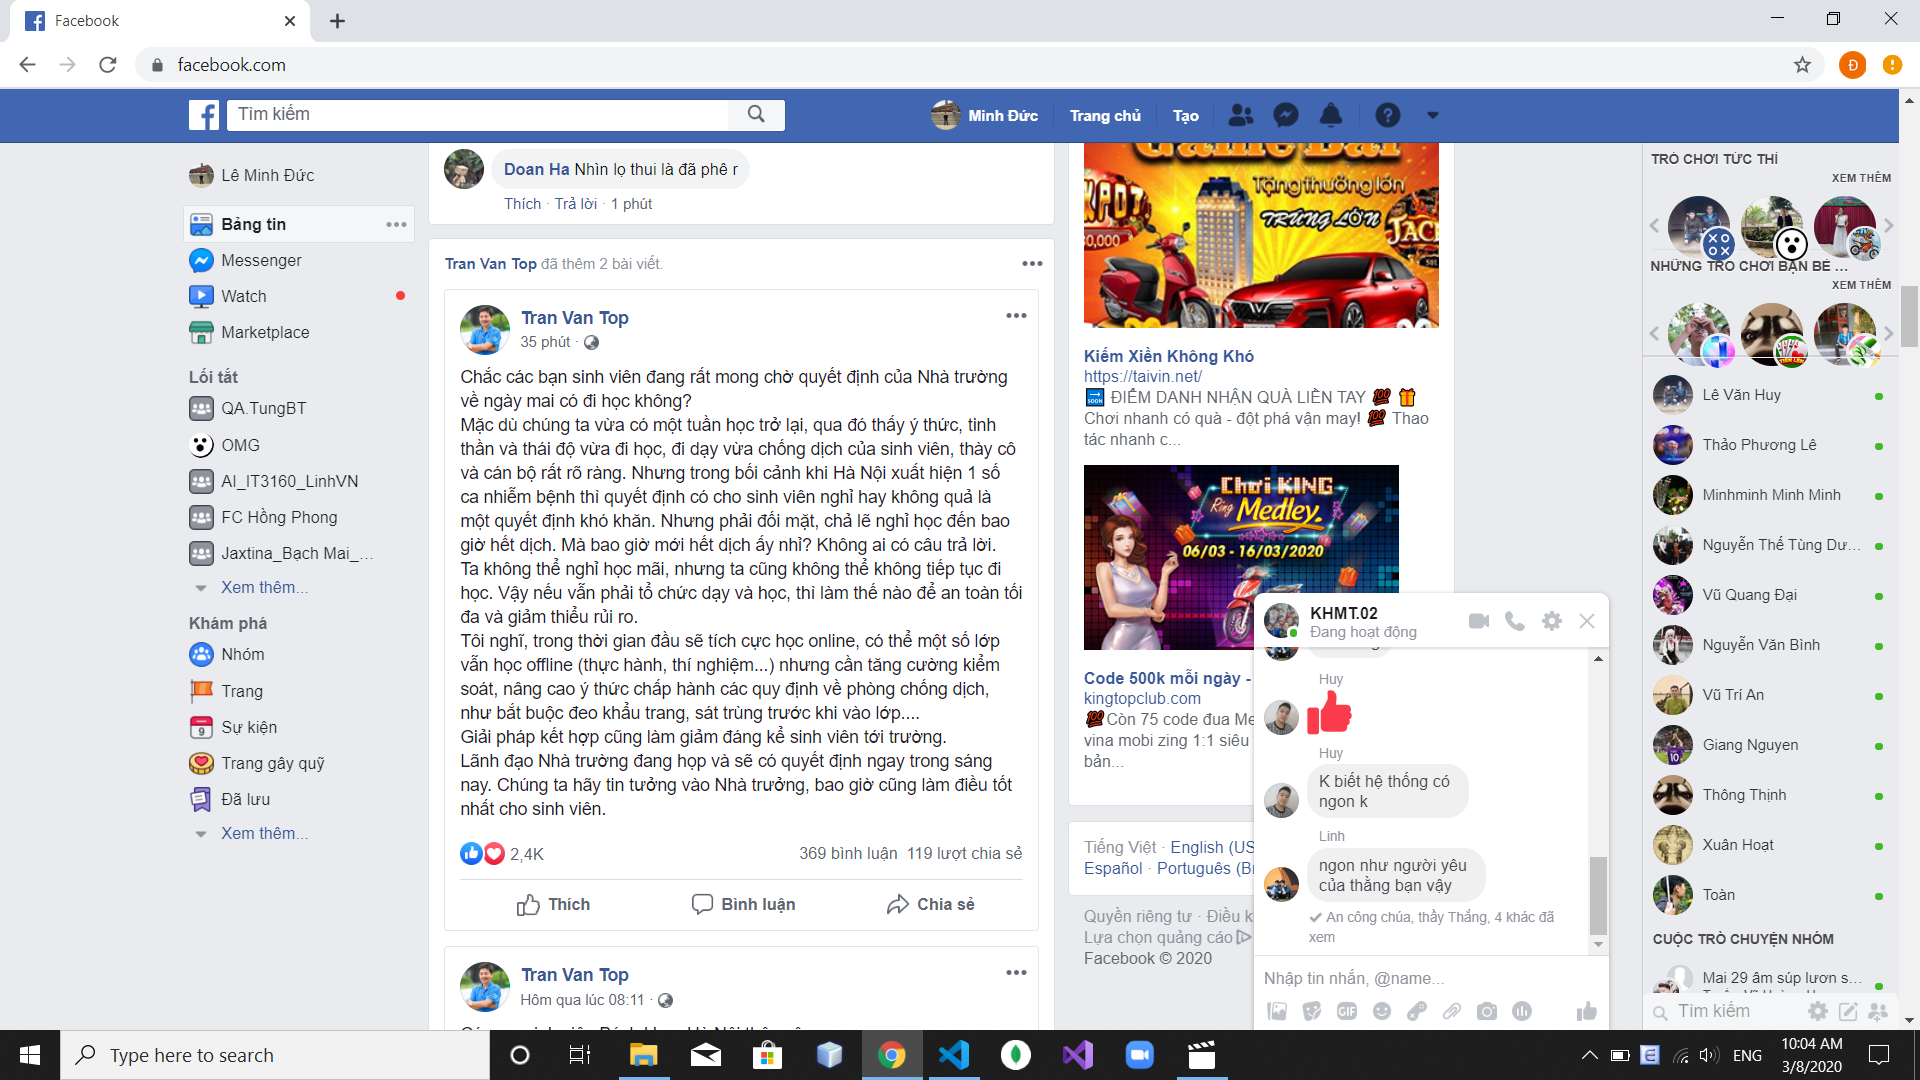 Facebook
facebook.com
Đ
Tìm kiếm
Minh Đức
Trang chủ
Tạo
Lê Minh Đức
Bảng tin
Messenger
Watch
Marketplace
Lối tắt
QA.TungBT
OMG
AI_IT3160_LinhVN
FC Hồng Phong
Jaxtina_Bạch Mai_...
Xem thêm...
Khám phá
Nhóm
Trang
9
Sự kiện
Trang gây quỹ
Đã lưu
Xem thêm...
Doan Ha Nhìn lọ thui là đã phê r
Thích · Trả lời · 1 phút
Tran Van Top đã thêm 2 bài viết.
Tran Van Top
35 phút ·
Chắc các bạn sinh viên đang rất mong chờ quyết định của Nhà trường
về ngày mai có đi học không?
Mặc dù chúng ta vừa có một tuần học trở lại, qua đó thấy ý thức, tinh
thần và thái độ vừa đi học, đi dạy vừa chống dịch của sinh viên, thày cô
và cán bộ rất rõ ràng. Nhưng trong bối cảnh khi Hà Nội xuất hiện 1 số
ca nhiễm bệnh thì quyết định có cho sinh viên nghỉ hay không quả là
một quyết định khó khăn. Nhưng phải đối mặt, chả lẽ nghỉ học đến bao
giờ hết dịch. Mà bao giờ mới hết dịch ấy nhỉ? Không ai có câu trả lời.
Ta không thể nghỉ học mãi, nhưng ta cũng không thể không tiếp tục đi
học. Vậy nếu vẫn phải tổ chức dạy và học, thì làm thế nào để an toàn tối
đa và giảm thiểu rủi ro.
Tôi nghĩ, trong thời gian đầu sẽ tích cực học online, có thể một số lớp
vẫn học offline (thực hành, thí nghiệm...) nhưng cần tăng cường kiểm
soát, nâng cao ý thức chấp hành các quy định về phòng chống dịch,
như bắt buộc đeo khẩu trang, sát trùng trước khi vào lớp....
Giải pháp kết hợp cũng làm giảm đáng kể sinh viên tới trường.
Lãnh đạo Nhà trường đang họp và sẽ có quyết định ngay trong sáng
nay. Chúng ta hãy tin tưởng vào Nhà trưởng, bao giờ cũng làm điều tốt
nhất cho sinh viên.
2,4K
369 bình luận 119 lượt chia sẻ
Thích
Bình luận
Chia sẻ
Tran Van Top
Hôm qua lúc 08:11 ·
Game Bài
Tặng thưởng lớn
TRÚNG LỚN
Kiếm Xiền Không Khó
https://taivin.net/
SOON ĐIỂM DANH NHẬN QUÀ LIỀN TAY 💯 🎁
Chơi nhanh có quà - đột phá vận may! 💯 Thao
tác nhanh c...
Chơi KING
Ring Medley.
06/03 - 16/03/2020
Code 500k mỗi ngày -
kingtopclub.com
💯Còn 75 code đua Me
vina mobi zing 1:1 siêu
bản...
Tiếng Việt · English (US
Español · Português (Br
Quyền riêng tư · Điều k
Lựa chọn quảng cáo
Facebook © 2020
KHMT.02
Đang hoạt động
Huy
Huy
K biết hệ thống có
ngon k
Linh
ngon như người yêu
của thằng bạn vậy
An công chúa, thầy Thắng, 4 khác đã
xem
Nhập tin nhắn, @name...
GIF
TRÒ CHƠI TỨC THÌ
XEM THÊM
NHỮNG TRÒ CHƠI BẠN BÈ ...
XEM THÊM
Lê Văn Huy
Thảo Phương Lê
Minhminh Minh Minh
Nguyễn Thế Tùng Dư...
Vũ Quang Đại
Nguyễn Văn Bình
Vũ Trí An
Giang Nguyen
Thông Thịnh
Xuân Hoạt
Toàn
CUỘC TRÒ CHUYỆN NHÓM
Mai 29 âm súp lươn s...
Tìm kiếm
Type here to search
ENG
10:04 AM
3/8/2020